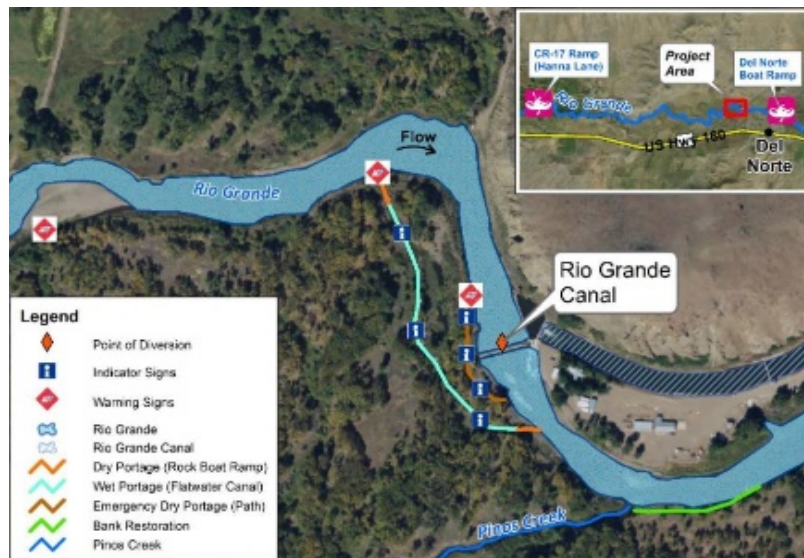 CR-17 Ramp
(Hanna Lane)
Project
Area
Del Norte
Boat Ramp
Rio Grande
US Hwy 160
Del
Norte
Flow
Rio Grande
Rio Grande
Canal
Legend
Point of Diversion
Indicator Signs
Warning Signs
Rio Grande
Rio Grande Canal
Dry Portage (Rock Boat Ramp)
Wet Portage (Flatwater Canal)
Emergency Dry Portage (Path)
Bank Restoration
Pinos Creek
Pinos Creek